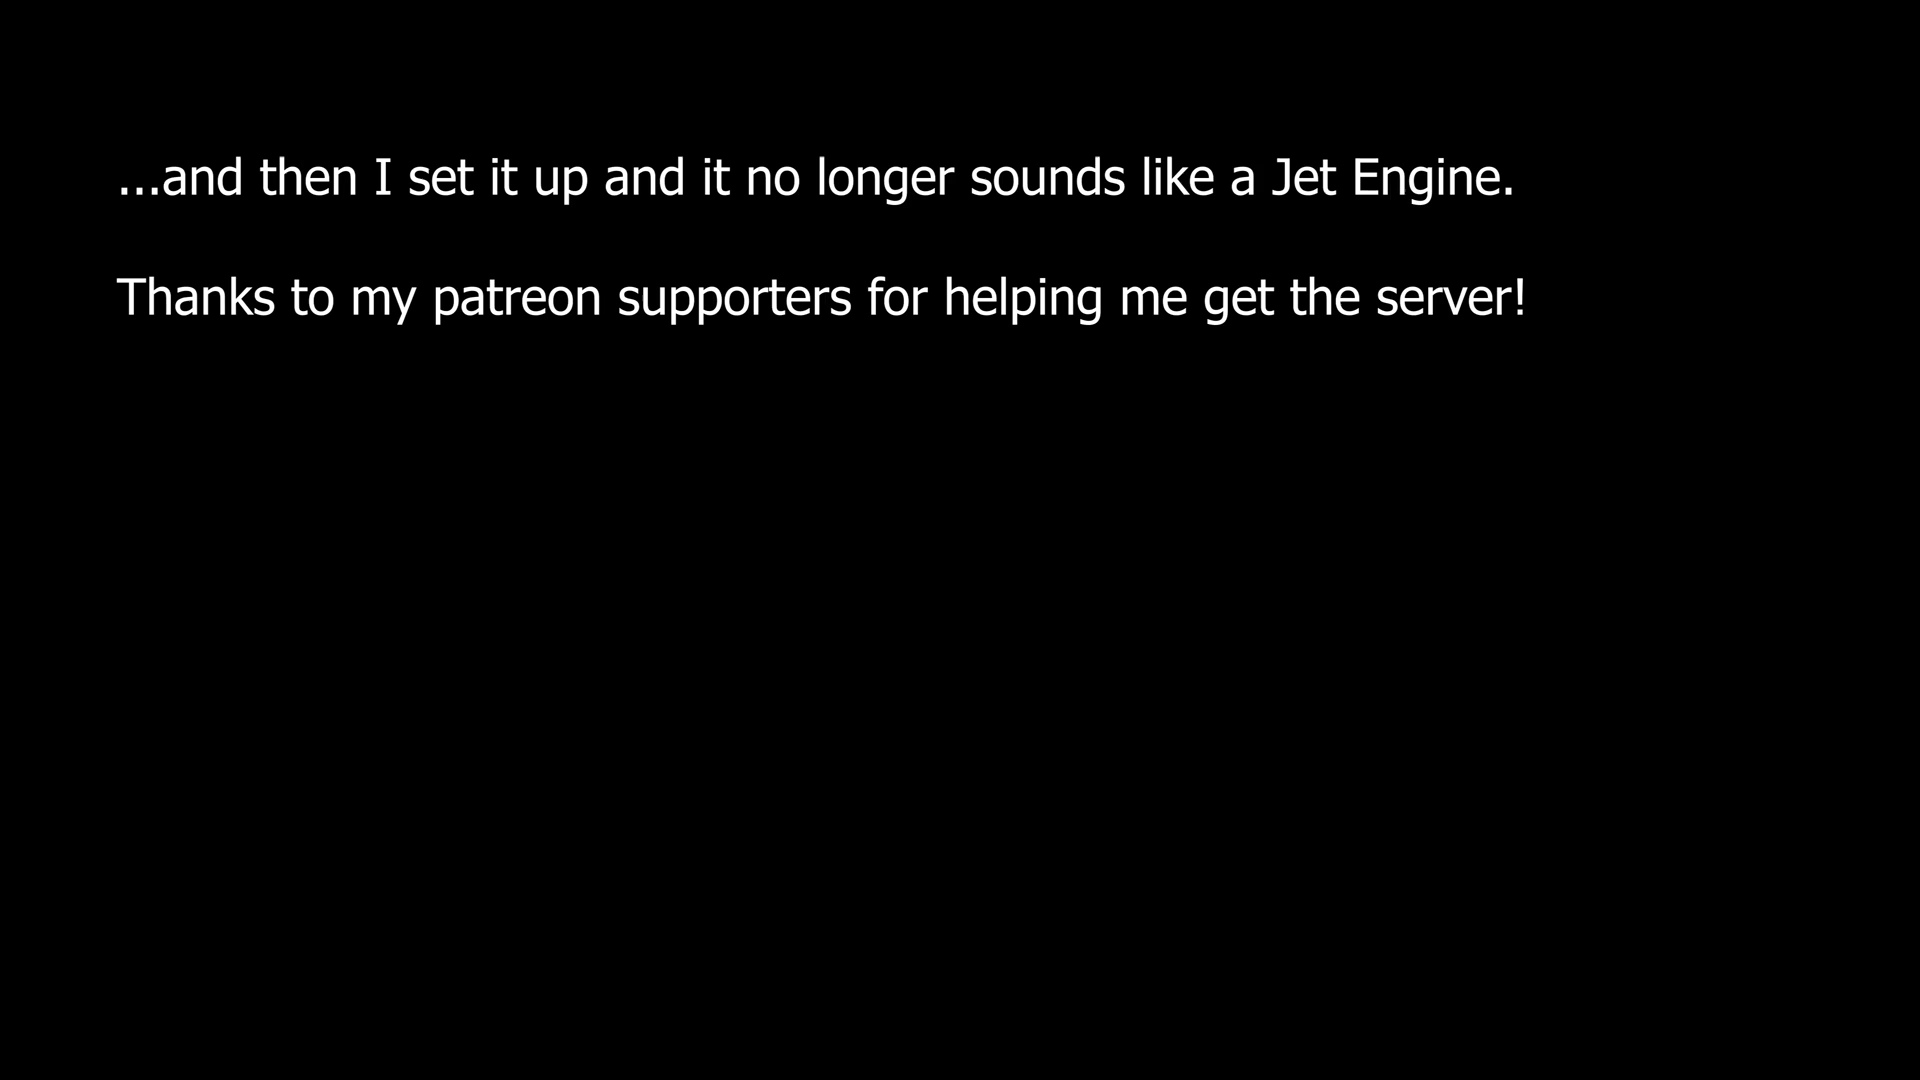 ...and then I set it up and it no longer sounds like a Jet Engine.
Thanks to my patreon supporters for helping me get the server!